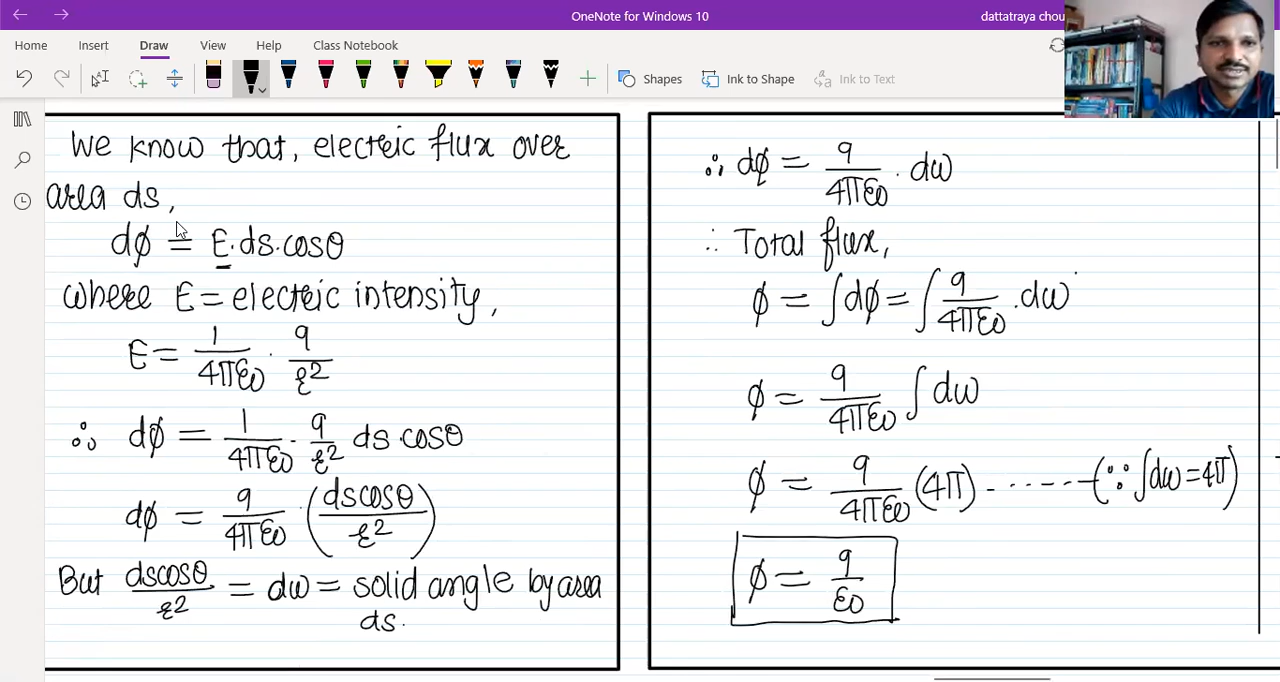 OneNote for Windows 10
dattatraya chou
Home Insert Draw View Help Class Notebook
Shapes Ink to Shape Ink to Text
We know that, electric flux over
area ds,
dϕ = E·ds·cosθ
where E = electric intensity,
E = 1/4πε0 · q/r²
∴ dϕ = 1/4πε0 · q/r² ds·cosθ
dϕ = q/4πε0 · (dscosθ/r²)
But dscosθ/r² = dω = solid angle by area
ds.
∴ dϕ = q/4πε0 · dω
∴ Total flux,
ϕ = ∫dϕ = ∫ q/4πε0 · dω
ϕ = q/4πε0 ∫dω
ϕ = q/4πε0 (4π) ------- (∵ ∫dω = 4π)
ϕ = q/ε0